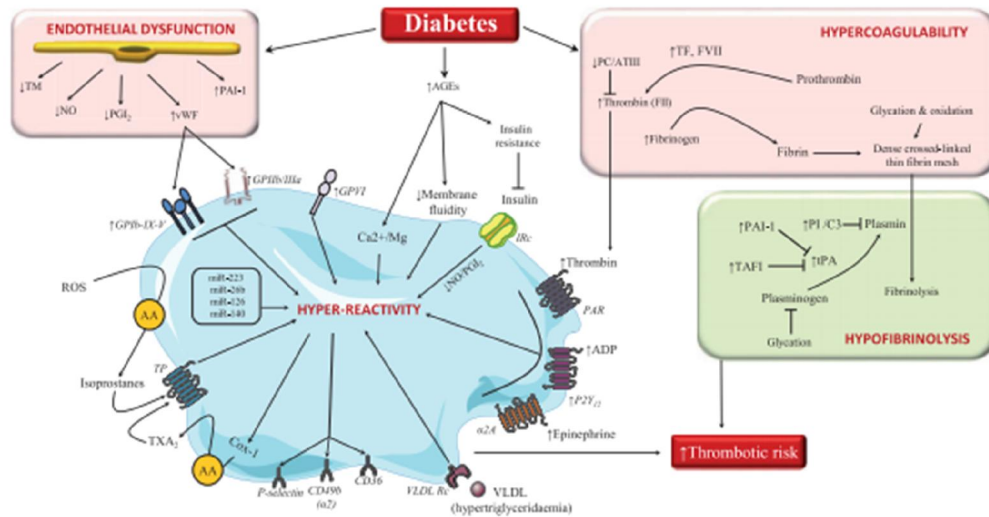 Diabetes
ENDOTHELIAL DYSFUNCTION
↓TM
↓NO
↓PGI₂
↑vWF
↑PAI-1
↑AGEs
Insulin
resistance
Insulin
↓Membrane
fluidity
Ca2+/Mg
IRc
↓NO/PGI₂
HYPERCOAGULABILITY
↓PC/ATIII
↑TF, FVII
Prothrombin
↑Thrombin (FII)
↑Fibrinogen
Fibrin
Glycation & oxidation
Dense crossed-linked
thin fibrin mesh
↑PAI-1
↑PI /C3
Plasmin
↑TAFI
↑tPA
Plasminogen
Glycation
Fibrinolysis
HYPOFIBRINOLYSIS
↑GPIb-IX-V
↑GPIIb/IIIa
↑GPVI
miR-223
miR-26b
miR-126
miR-140
HYPER-REACTIVITY
ROS
AA
Isoprostanes
TP
TXA₂
AA
Cox-1
P-selectin
CD49b
(α2)
CD36
VLDL Rc
VLDL
(hypertriglyceridaemia)
↑Thrombin
PAR
↑ADP
↑P2Y₁₂
α2A
↑Epinephrine
↑Thrombotic risk